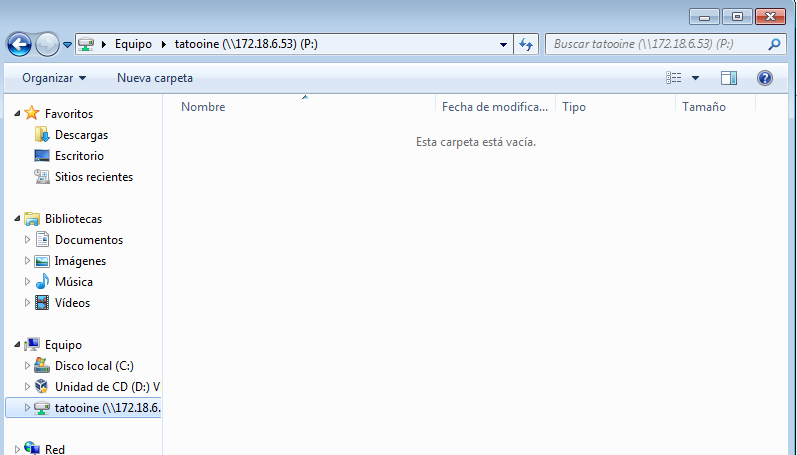 Equipo tatooine (\\172.18.6.53) (P:)
Buscar tatooine (\\172.18.6.53) (P:)
Organizar Nueva carpeta
Nombre Fecha de modifica... Tipo Tamaño
Esta carpeta está vacía.
Favoritos
Descargas
Escritorio
Sitios recientes
Bibliotecas
Documentos
Imágenes
Música
Vídeos
Equipo
Disco local (C:)
Unidad de CD (D:) V
tatooine (\\172.18.6.
Red